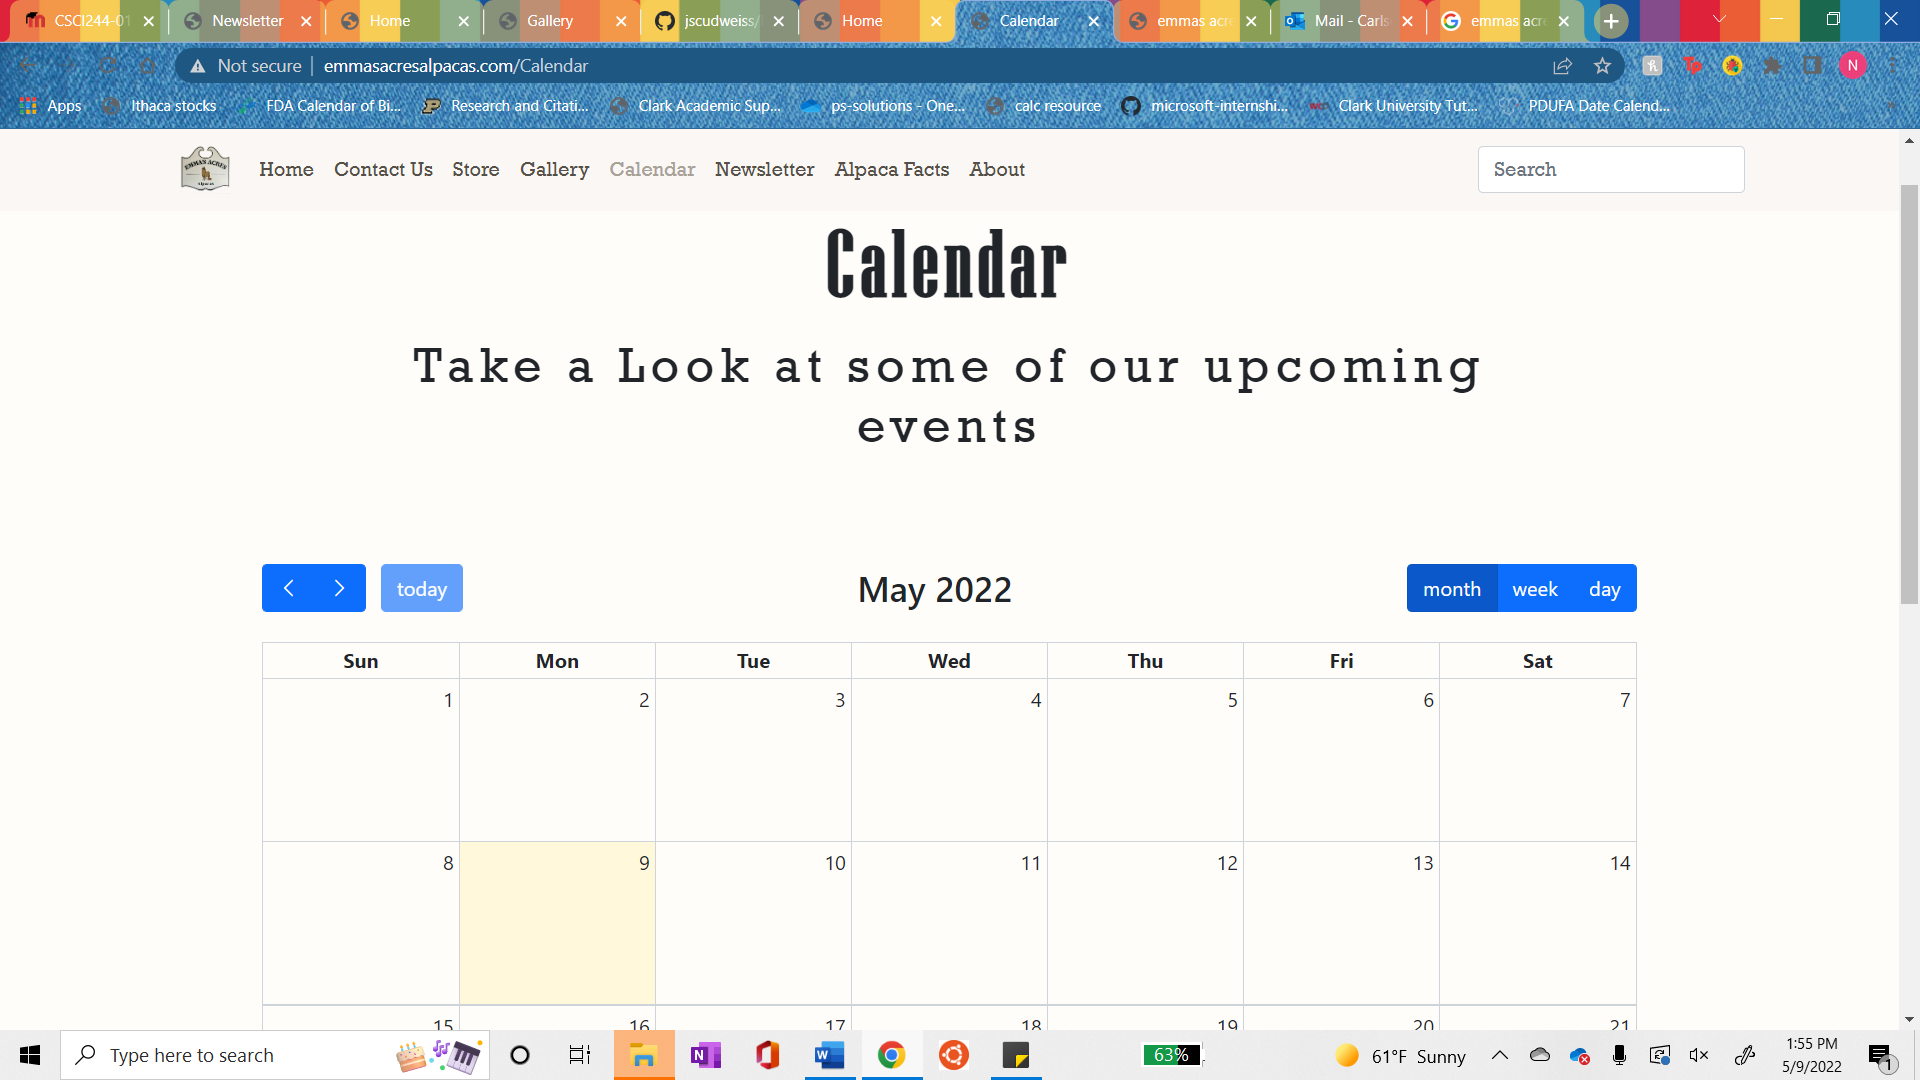 CSCI244-01 Newsletter Home Gallery jscudweiss/ Home Calendar emmas acre Mail - Carls emmas acre
Not secure emmasacresalpacas.com/Calendar N
Apps Ithaca stocks FDA Calendar of Bi... Research and Citati... Clark Academic Sup... ps-solutions - One... calc resource microsoft-internshi... Clark University Tut... PDUFA Date Calend...
EMMA'S ACRES
Alpacas
Home Contact Us Store Gallery Calendar Newsletter Alpaca Facts About Search
Calendar
Take a Look at some of our upcoming
events
today May 2022 month week day
Sun Mon Tue Wed Thu Fri Sat
1 2 3 4 5 6 7
8 9 10 11 12 13 14
15 16 17 18 19 20 21
Type here to search 63% 61°F Sunny 1:55 PM
5/9/2022 1